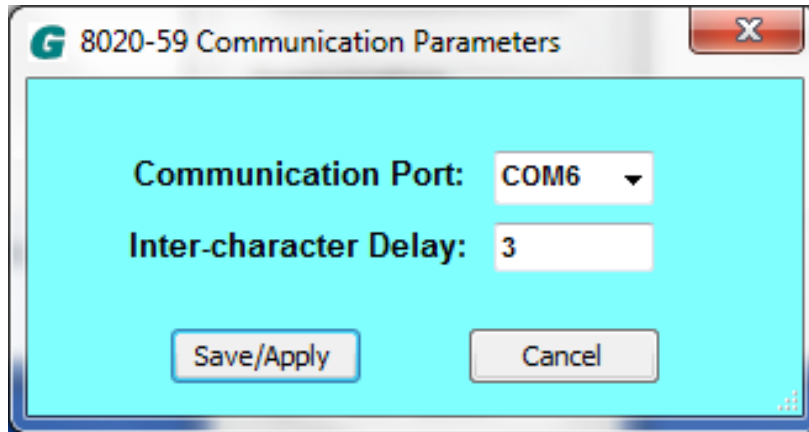 G 8020-59 Communication Parameters
Communication Port: COM6
Inter-character Delay: 3
Save/Apply Cancel